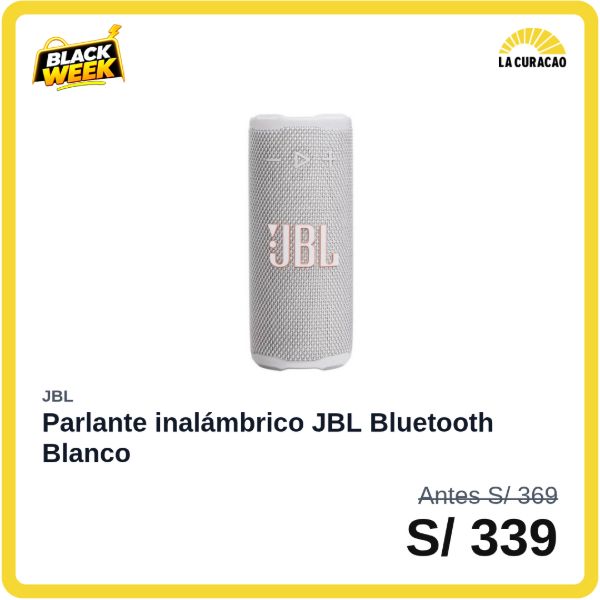 BLACK
WEEK
LA CURACAO
JBL
JBL
Parlante inalámbrico JBL Bluetooth
Blanco
Antes S/ 369
S/ 339